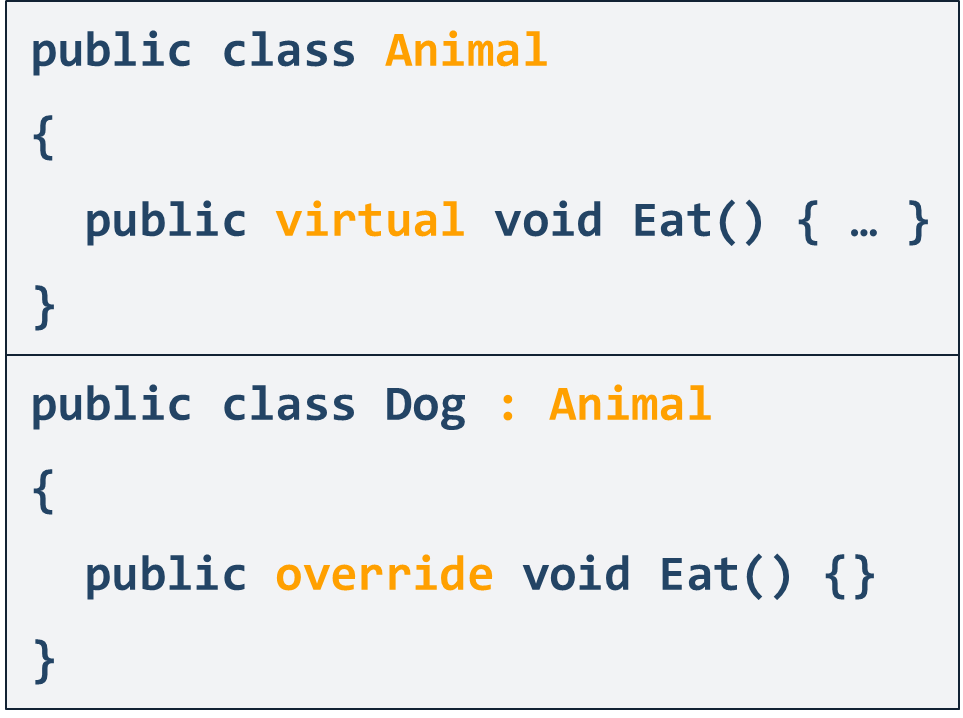 public class Animal
{
public virtual void Eat() { … }
}
public class Dog : Animal
{
public override void Eat() {}
}